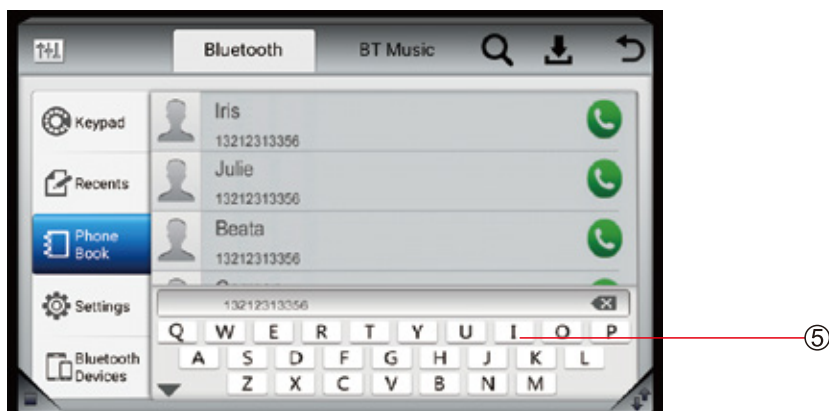 Bluetooth
BT Music
Keypad
Recents
Phone
Book
Settings
Bluetooth
Devices
Iris
13212313356
Julie
13212313356
Beata
13212313356
13212313356
Q W E R T Y U I O P
A S D F G H J K L
Z X C V B N M
⑤